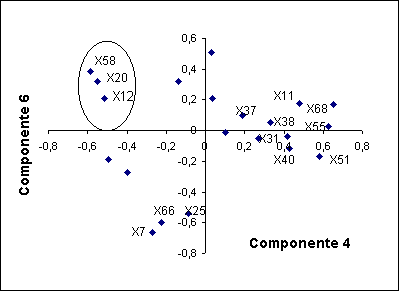 0,6
X58
0,4
X20
X12
0,2
X37
X11
X68
X38
X55
0
-0,8
-0,6
-0,4
-0,2
0
0,2
0,4
0,6
0,8
X31
X40
X51
-0,2
-0,4
X66
X25
X7
-0,6
-0,8
Componente 6
Componente 4